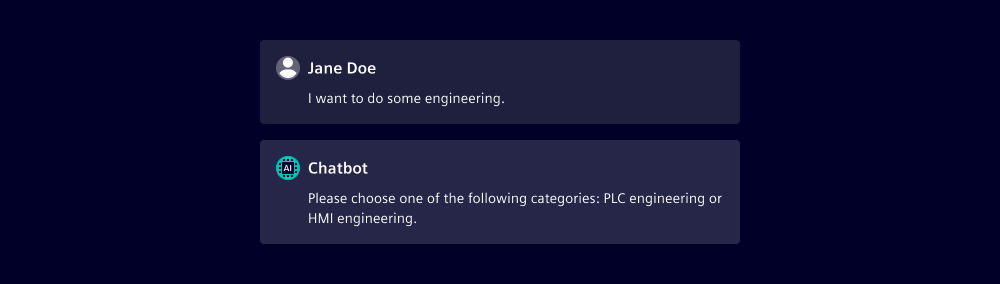 Jane Doe
I want to do some engineering.
AI
Chatbot
Please choose one of the following categories: PLC engineering or
HMI engineering.